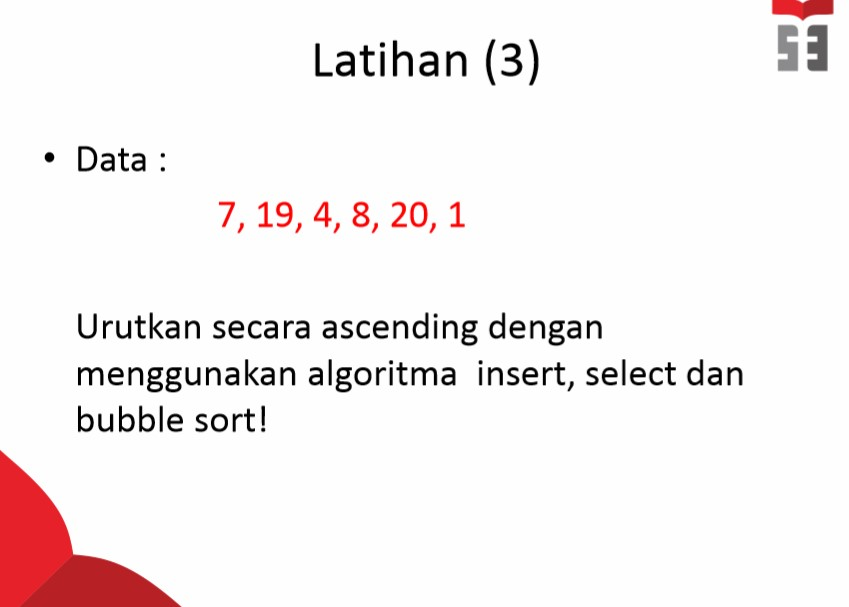 Latihan (3)
• Data :
7, 19, 4, 8, 20, 1
Urutkan secara ascending dengan
menggunakan algoritma  insert, select dan
bubble sort!